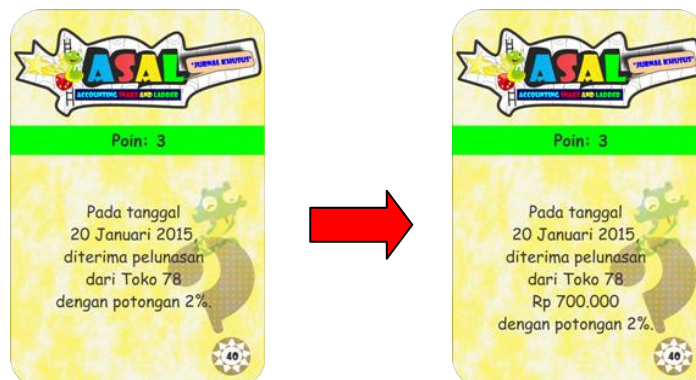 ASAL
"JURNAL KHUSUS"
ACCOUNTING SNAKE AND LADDER
Poin: 3
Pada tanggal
20 Januari 2015
diterima pelunasan
dari Toko 78
dengan potongan 2%.
40
ASAL
"JURNAL KHUSUS"
ACCOUNTING SNAKE AND LADDER
Poin: 3
Pada tanggal
20 Januari 2015
diterima pelunasan
dari Toko 78
Rp 700.000
dengan potongan 2%.
40